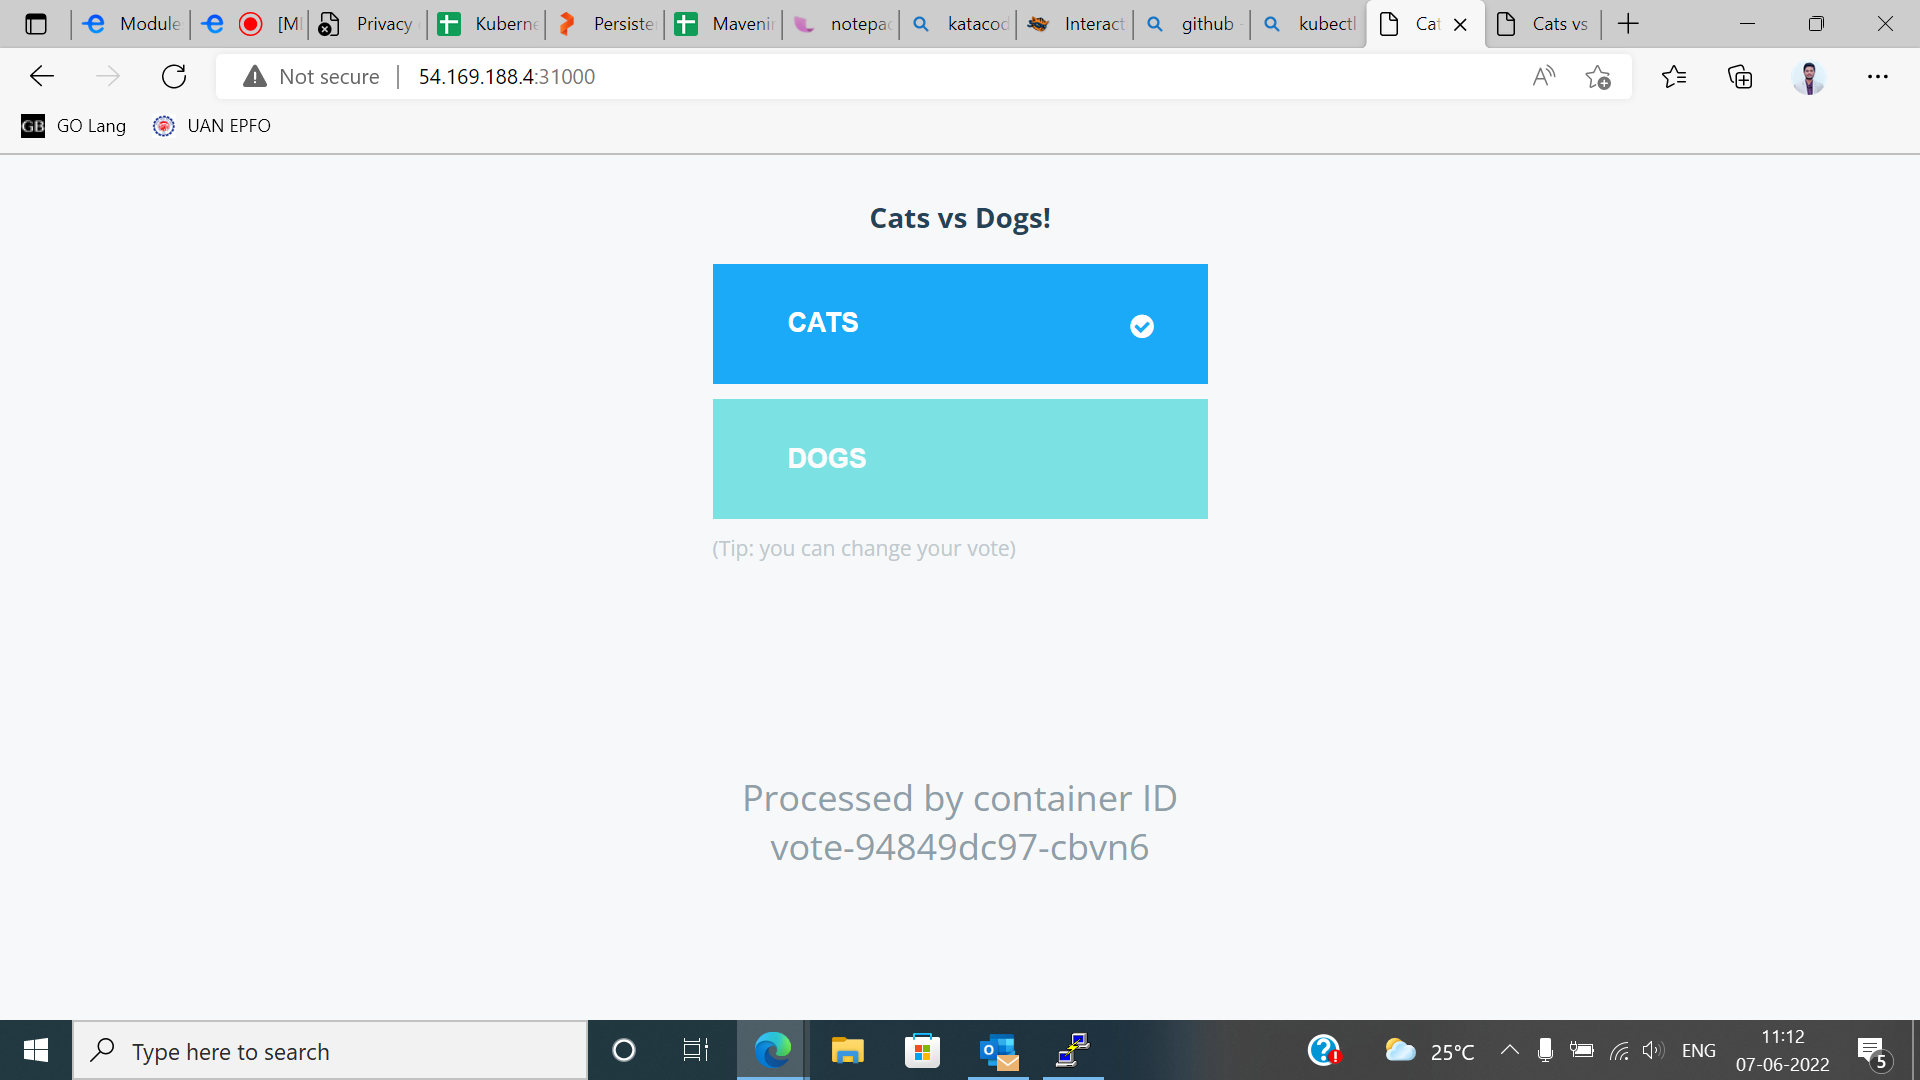 Module
[M
Privacy
Kuberne
Persiste
Mavenir
notepad
katacod
Interact
github
kubectl
Cat
Cats vs
Not secure
54.169.188.4:31000
GB GO Lang
UAN EPFO
Cats vs Dogs!
CATS
DOGS
(Tip: you can change your vote)
Processed by container ID
vote-94849dc97-cbvn6
Type here to search
25°C
ENG
11:12
07-06-2022
5